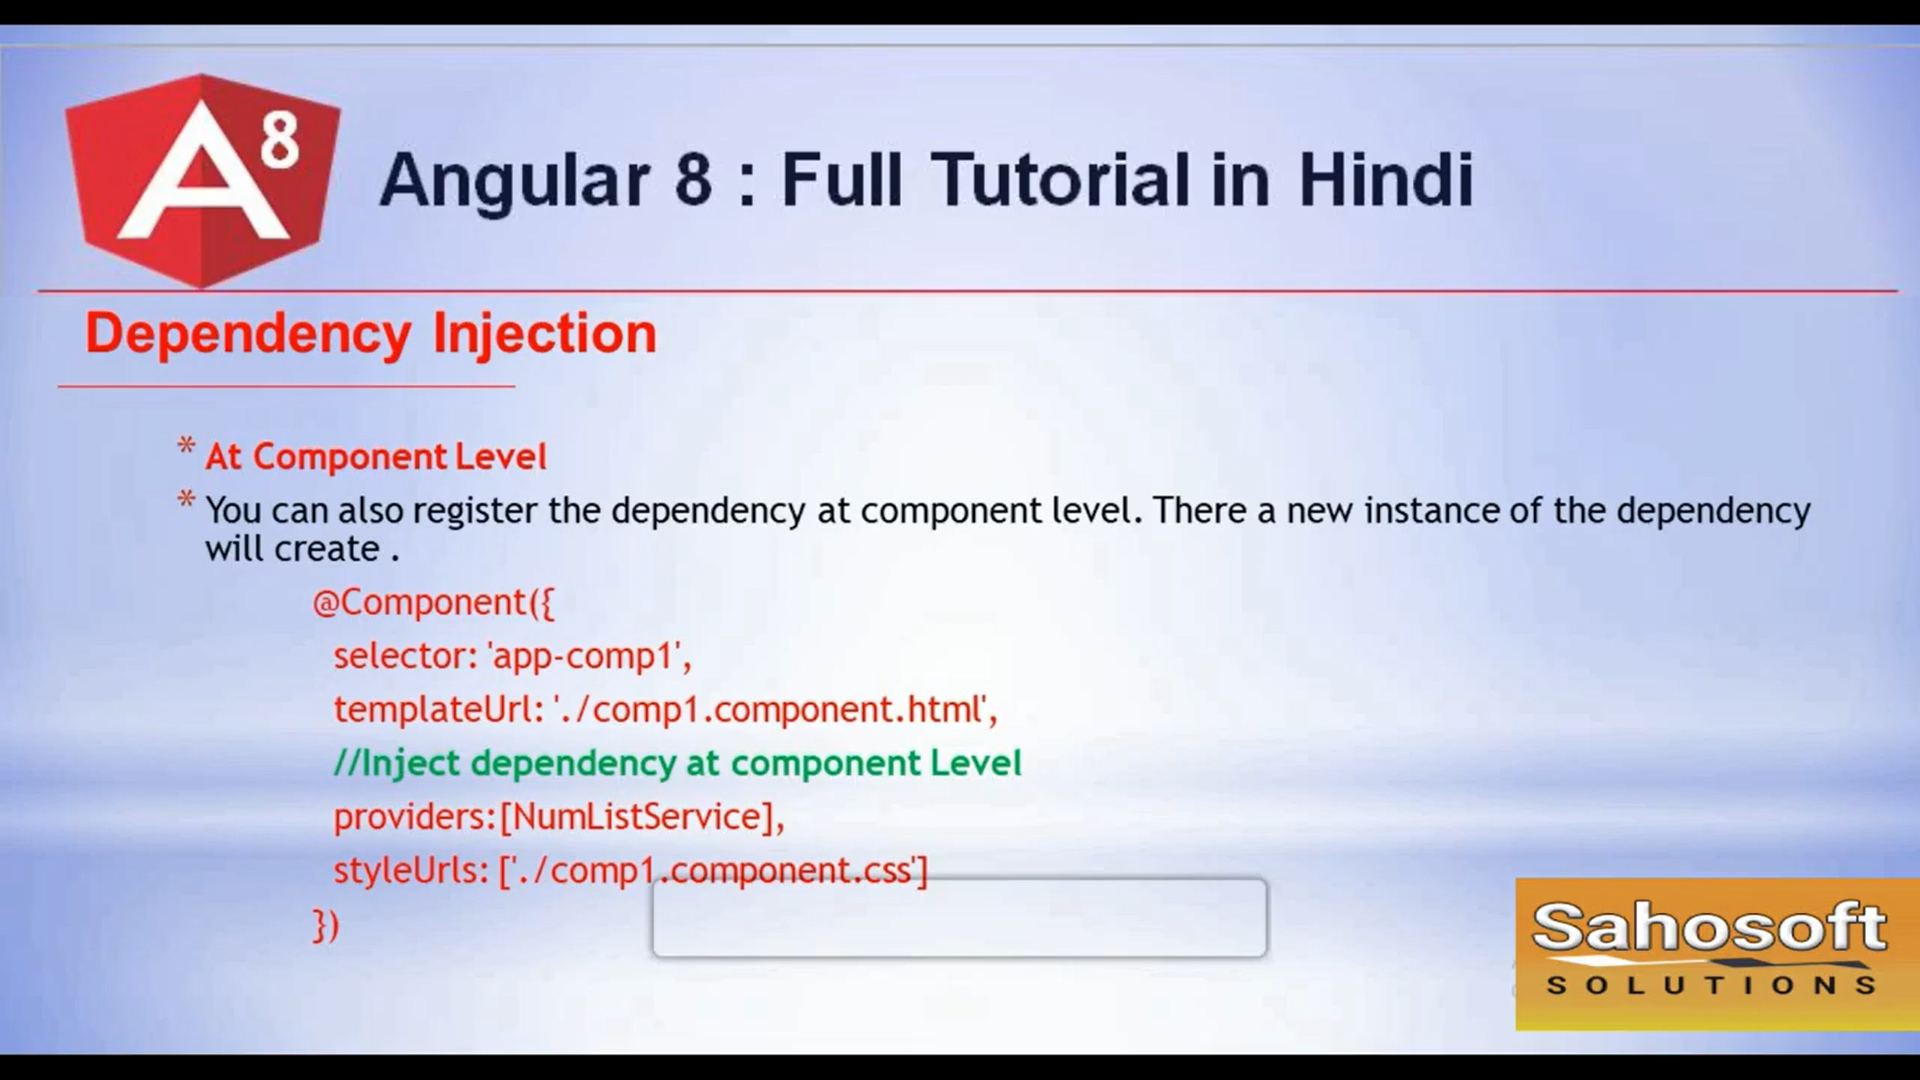 A8
Angular 8 : Full Tutorial in Hindi
Dependency Injection
* At Component Level
* You can also register the dependency at component level. There a new instance of the dependency
will create .
@Component({
selector: 'app-comp1',
templateUrl: './comp1.component.html',
//Inject dependency at component Level
providers:[NumListService],
styleUrls: ['./comp1.component.css']
})
Sahosoft
SOLUTIONS